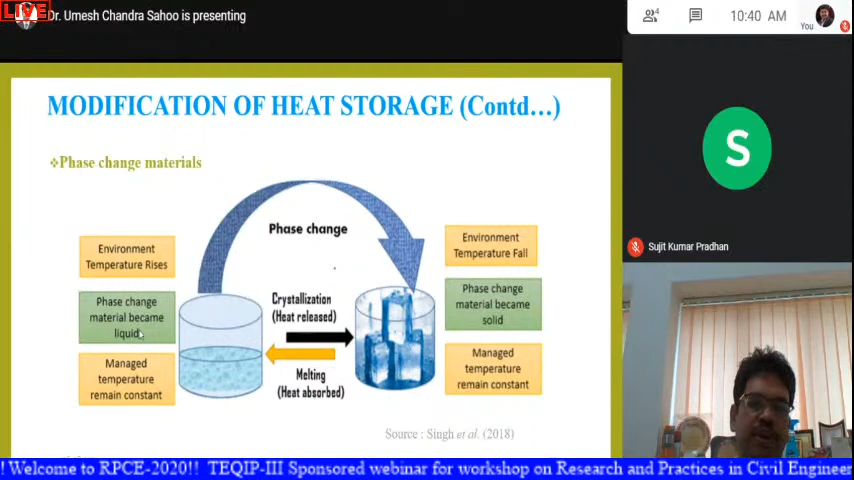 LIVE
Dr. Umesh Chandra Sahoo is presenting
4
10:40 AM
You
MODIFICATION OF HEAT STORAGE (Contd…)
❖Phase change materials
Phase change
Environment
Temperature Rises
Phase change
material became
liquid
Managed
temperature
remain constant
Crystallization
(Heat released)
Melting
(Heat absorbed)
Environment
Temperature Fall
Phase change
material became
solid
Managed
temperature
remain constant
Source : Singh et al. (2018)
S
Sujit Kumar Pradhan
! Welcome to RPCE-2020!! TEQIP-III Sponsored webinar for workshop on Research and Practices in Civil Engineer